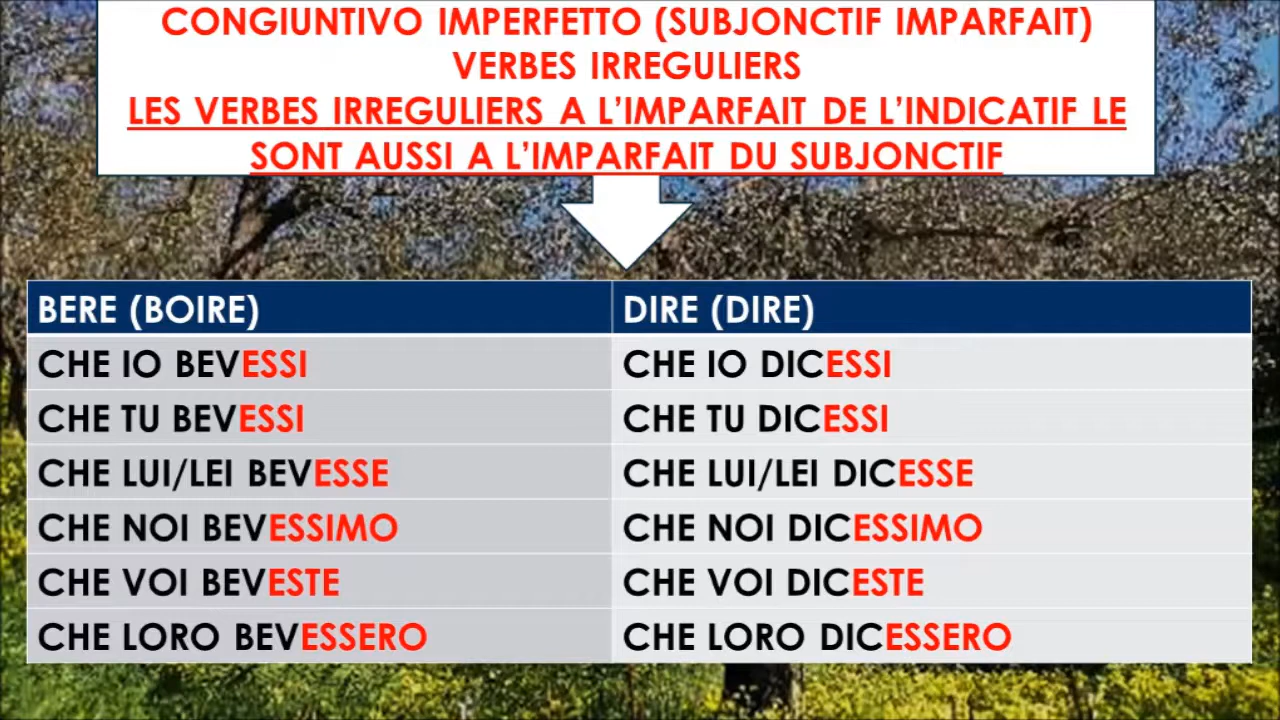 CONGIUNTIVO IMPERFETTO (SUBJONCTIF IMPARFAIT)
VERBES IRREGULIERS
LES VERBES IRREGULIERS A L'IMPARFAIT DE L'INDICATIF LE
SONT AUSSI A L'IMPARFAIT DU SUBJONCTIF
BERE (BOIRE) DIRE (DIRE)
CHE IO BEVESSI CHE IO DICESSI
CHE TU BEVESSI CHE TU DICESSI
CHE LUI/LEI BEVESSE CHE LUI/LEI DICESSE
CHE NOI BEVESSIMO CHE NOI DICESSIMO
CHE VOI BEVESTE CHE VOI DICESTE
CHE LORO BEVESSERO CHE LORO DICESSERO